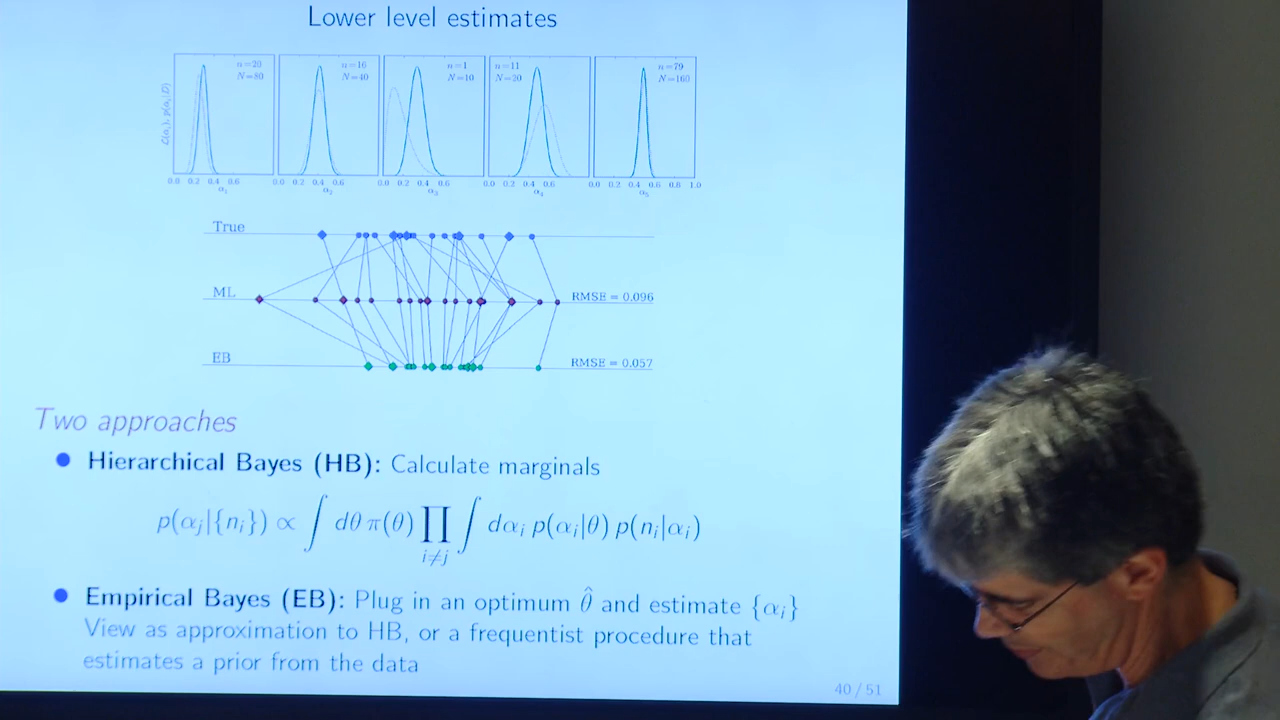 Lower level estimates
n=20 n=16 n=1 n=11 n=79
N=80 N=40 N=10 N=20 N=160
0.0 0.2 0.4 0.6 0.2 0.4 0.6 0.0 0.2 0.4 0.6 0.0 0.2 0.4 0.6 0.0 0.2 0.4 0.6 0.8 1.0
α₁ α₂ α₃ α₄ α₅
True
ML RMSE = 0.096
EB RMSE = 0.057
Two approaches
• Hierarchical Bayes (HB): Calculate marginals
p(αⱼ|{nᵢ}) ∝ ∫ dθ π(θ) ∏ ∫ dαᵢ p(αᵢ|θ) p(nᵢ|αᵢ)
i≠j
• Empirical Bayes (EB): Plug in an optimum θ̂ and estimate {αᵢ}
View as approximation to HB, or a frequentist procedure that
estimates a prior from the data
40 / 51